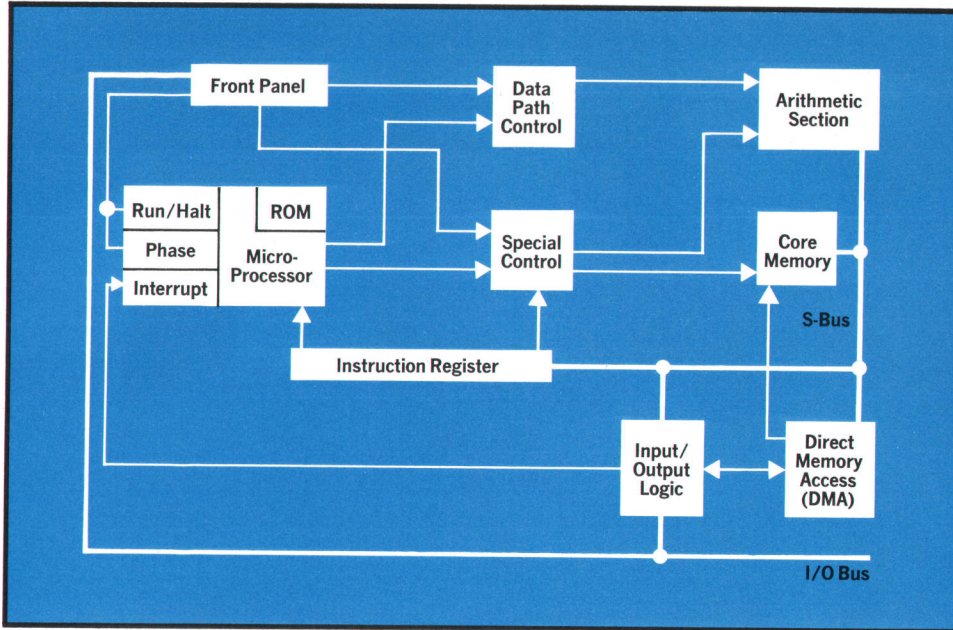 Front Panel
Data
Path
Control
Arithmetic
Section
Run/Halt
ROM
Phase
Micro-
Processor
Interrupt
Special
Control
Core
Memory
S-Bus
Instruction Register
Input/
Output
Logic
Direct
Memory
Access
(DMA)
I/O Bus